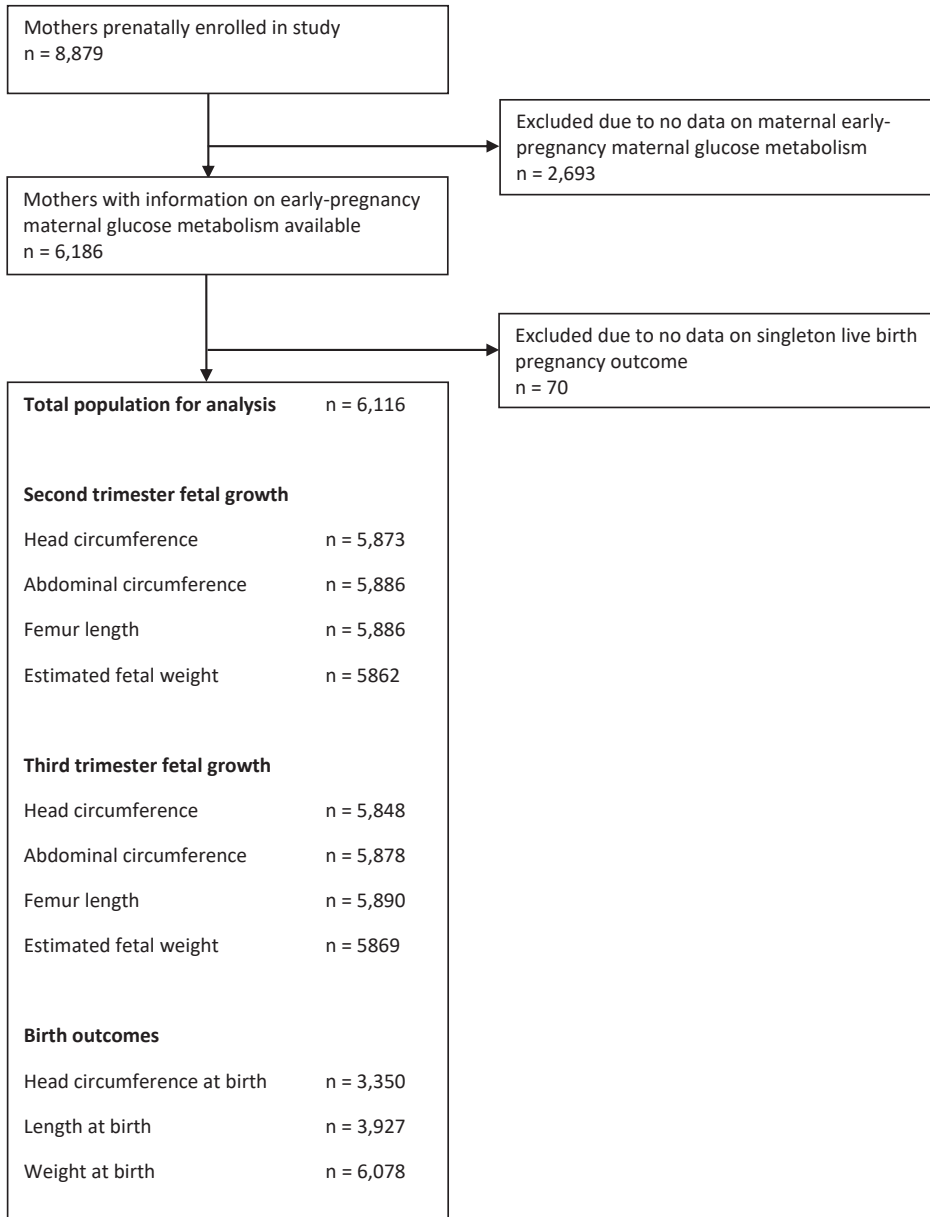 Mothers prenatally enrolled in study
n = 8,879
Excluded due to no data on maternal early-
pregnancy maternal glucose metabolism
n = 2,693
Mothers with information on early-pregnancy
maternal glucose metabolism available
n = 6,186
Excluded due to no data on singleton live birth
pregnancy outcome
n = 70
Total population for analysis n = 6,116
Second trimester fetal growth
Head circumference n = 5,873
Abdominal circumference n = 5,886
Femur length n = 5,886
Estimated fetal weight n = 5862
Third trimester fetal growth
Head circumference n = 5,848
Abdominal circumference n = 5,878
Femur length n = 5,890
Estimated fetal weight n = 5869
Birth outcomes
Head circumference at birth n = 3,350
Length at birth n = 3,927
Weight at birth n = 6,078